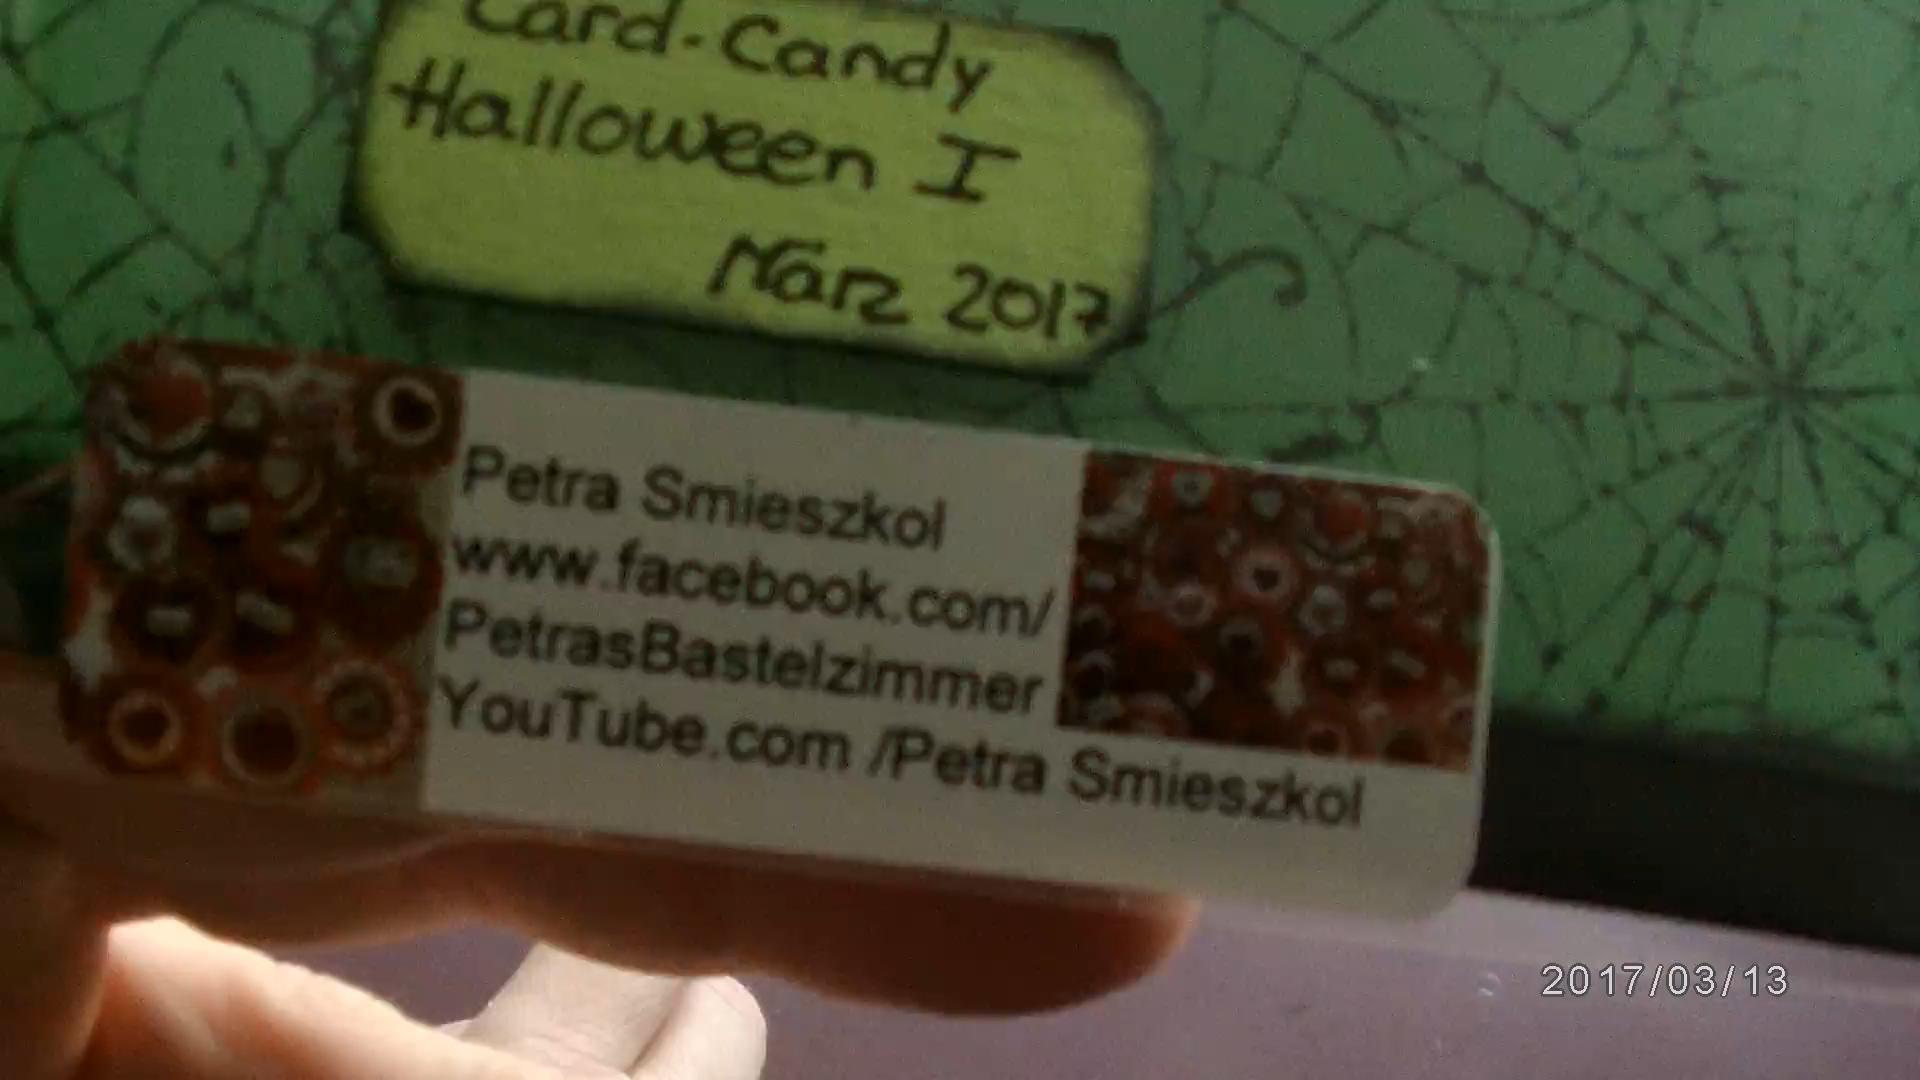 Card-Candy
Halloween I
März 2017
Petra Smieszkol
www.facebook.com/
PetrasBastelzimmer
YouTube.com /Petra Smieszkol
2017/03/13